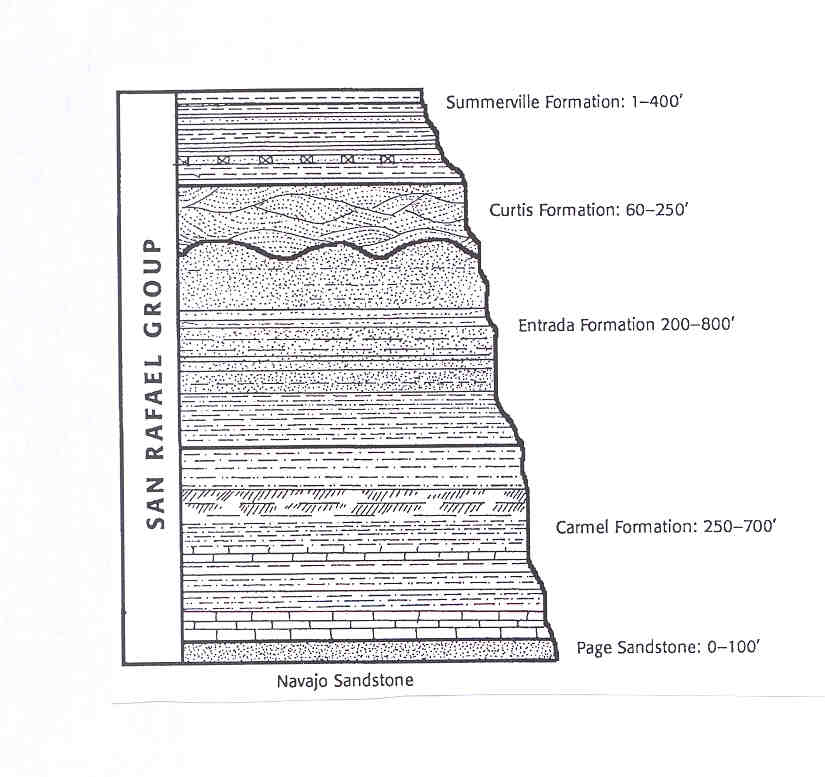 SAN RAFAEL GROUP
Summerville Formation: 1–400′
Curtis Formation: 60–250′
Entrada Formation 200–800′
Carmel Formation: 250–700′
Page Sandstone: 0–100′
Navajo Sandstone